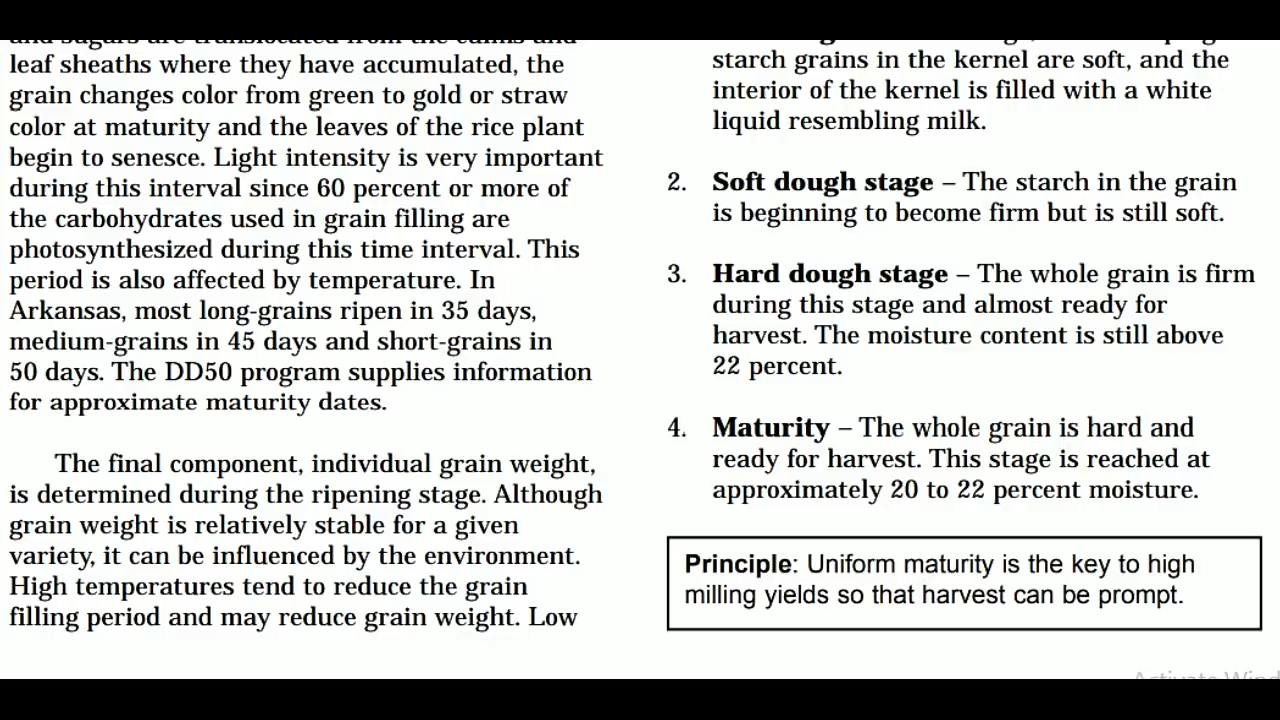 and sugars are translocated from the culms and
leaf sheaths where they have accumulated, the
grain changes color from green to gold or straw
color at maturity and the leaves of the rice plant
begin to senesce. Light intensity is very important
during this interval since 60 percent or more of
the carbohydrates used in grain filling are
photosynthesized during this time interval. This
period is also affected by temperature. In
Arkansas, most long-grains ripen in 35 days,
medium-grains in 45 days and short-grains in
50 days. The DD50 program supplies information
for approximate maturity dates.
The final component, individual grain weight,
is determined during the ripening stage. Although
grain weight is relatively stable for a given
variety, it can be influenced by the environment.
High temperatures tend to reduce the grain
filling period and may reduce grain weight. Low
starch grains in the kernel are soft, and the
interior of the kernel is filled with a white
liquid resembling milk.
2. Soft dough stage – The starch in the grain
is beginning to become firm but is still soft.
3. Hard dough stage – The whole grain is firm
during this stage and almost ready for
harvest. The moisture content is still above
22 percent.
4. Maturity – The whole grain is hard and
ready for harvest. This stage is reached at
approximately 20 to 22 percent moisture.
Principle: Uniform maturity is the key to high
milling yields so that harvest can be prompt.